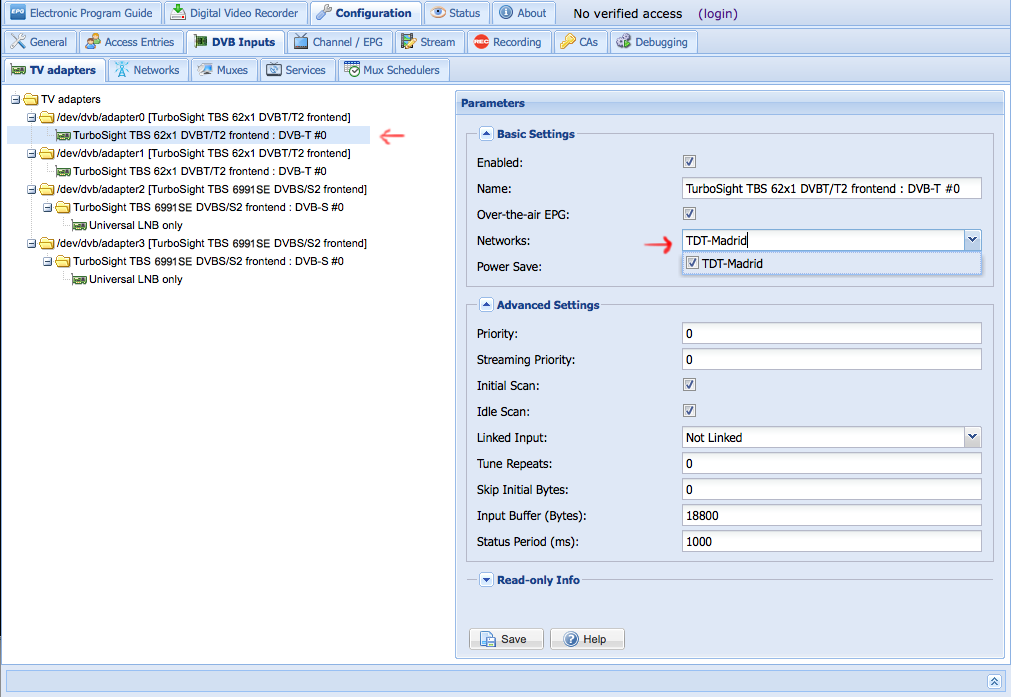 EPG Electronic Program Guide Digital Video Recorder Configuration Status About No verified access (login)
General Access Entries DVB Inputs Channel / EPG Stream REC Recording CAs Debugging
TV adapters Networks Muxes Services Mux Schedulers
TV adapters
/dev/dvb/adapter0 [TurboSight TBS 62x1 DVBT/T2 frontend]
TurboSight TBS 62x1 DVBT/T2 frontend : DVB-T #0
/dev/dvb/adapter1 [TurboSight TBS 62x1 DVBT/T2 frontend]
TurboSight TBS 62x1 DVBT/T2 frontend : DVB-T #0
/dev/dvb/adapter2 [TurboSight TBS 6991SE DVBS/S2 frontend]
TurboSight TBS 6991SE DVBS/S2 frontend : DVB-S #0
Universal LNB only
/dev/dvb/adapter3 [TurboSight TBS 6991SE DVBS/S2 frontend]
TurboSight TBS 6991SE DVBS/S2 frontend : DVB-S #0
Universal LNB only
Parameters
Basic Settings
Enabled:
Name: TurboSight TBS 62x1 DVBT/T2 frontend : DVB-T #0
Over-the-air EPG:
Networks: TDT-Madrid
TDT-Madrid
Power Save:
Advanced Settings
Priority: 0
Streaming Priority: 0
Initial Scan:
Idle Scan:
Linked Input: Not Linked
Tune Repeats: 0
Skip Initial Bytes: 0
Input Buffer (Bytes): 18800
Status Period (ms): 1000
Read-only Info
Save Help